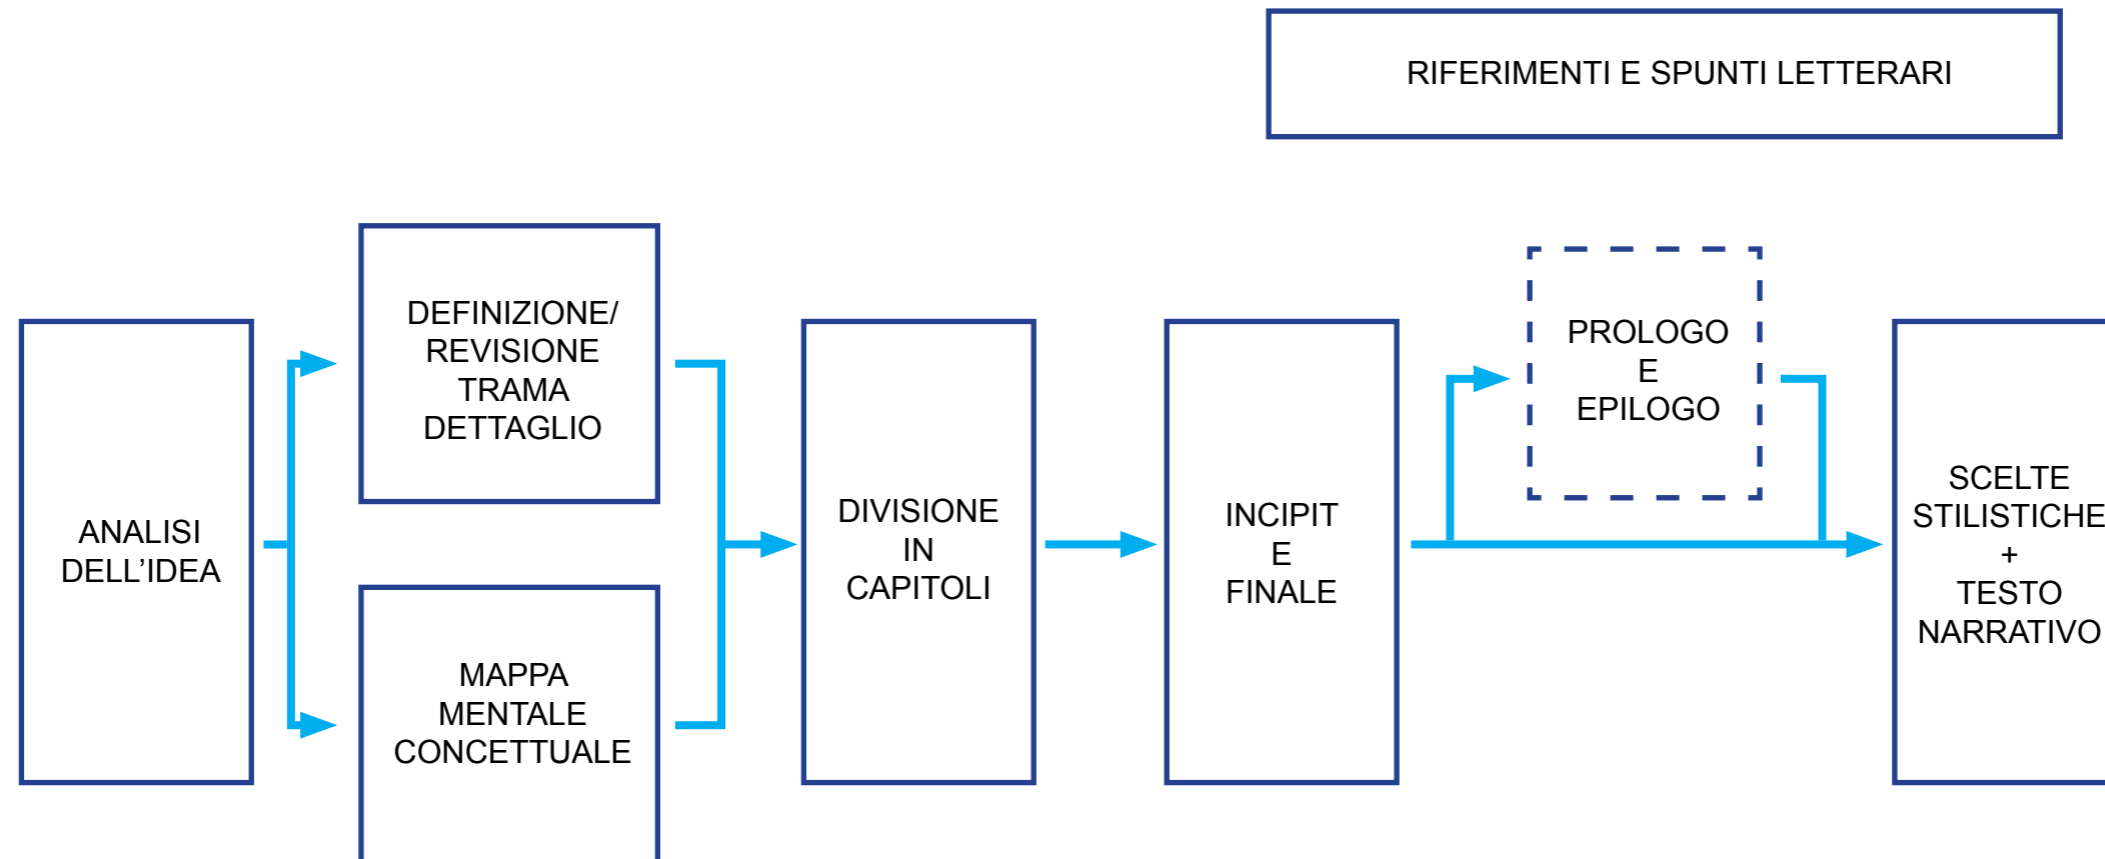 RIFERIMENTI E SPUNTI LETTERARI
ANALISI
DELL’IDEA
DEFINIZIONE/
REVISIONE
TRAMA
DETTAGLIO
MAPPA
MENTALE
CONCETTUALE
DIVISIONE
IN
CAPITOLI
INCIPIT
E
FINALE
PROLOGO
E
EPILOGO
SCELTE
STILISTICHE
+
TESTO
NARRATIVO